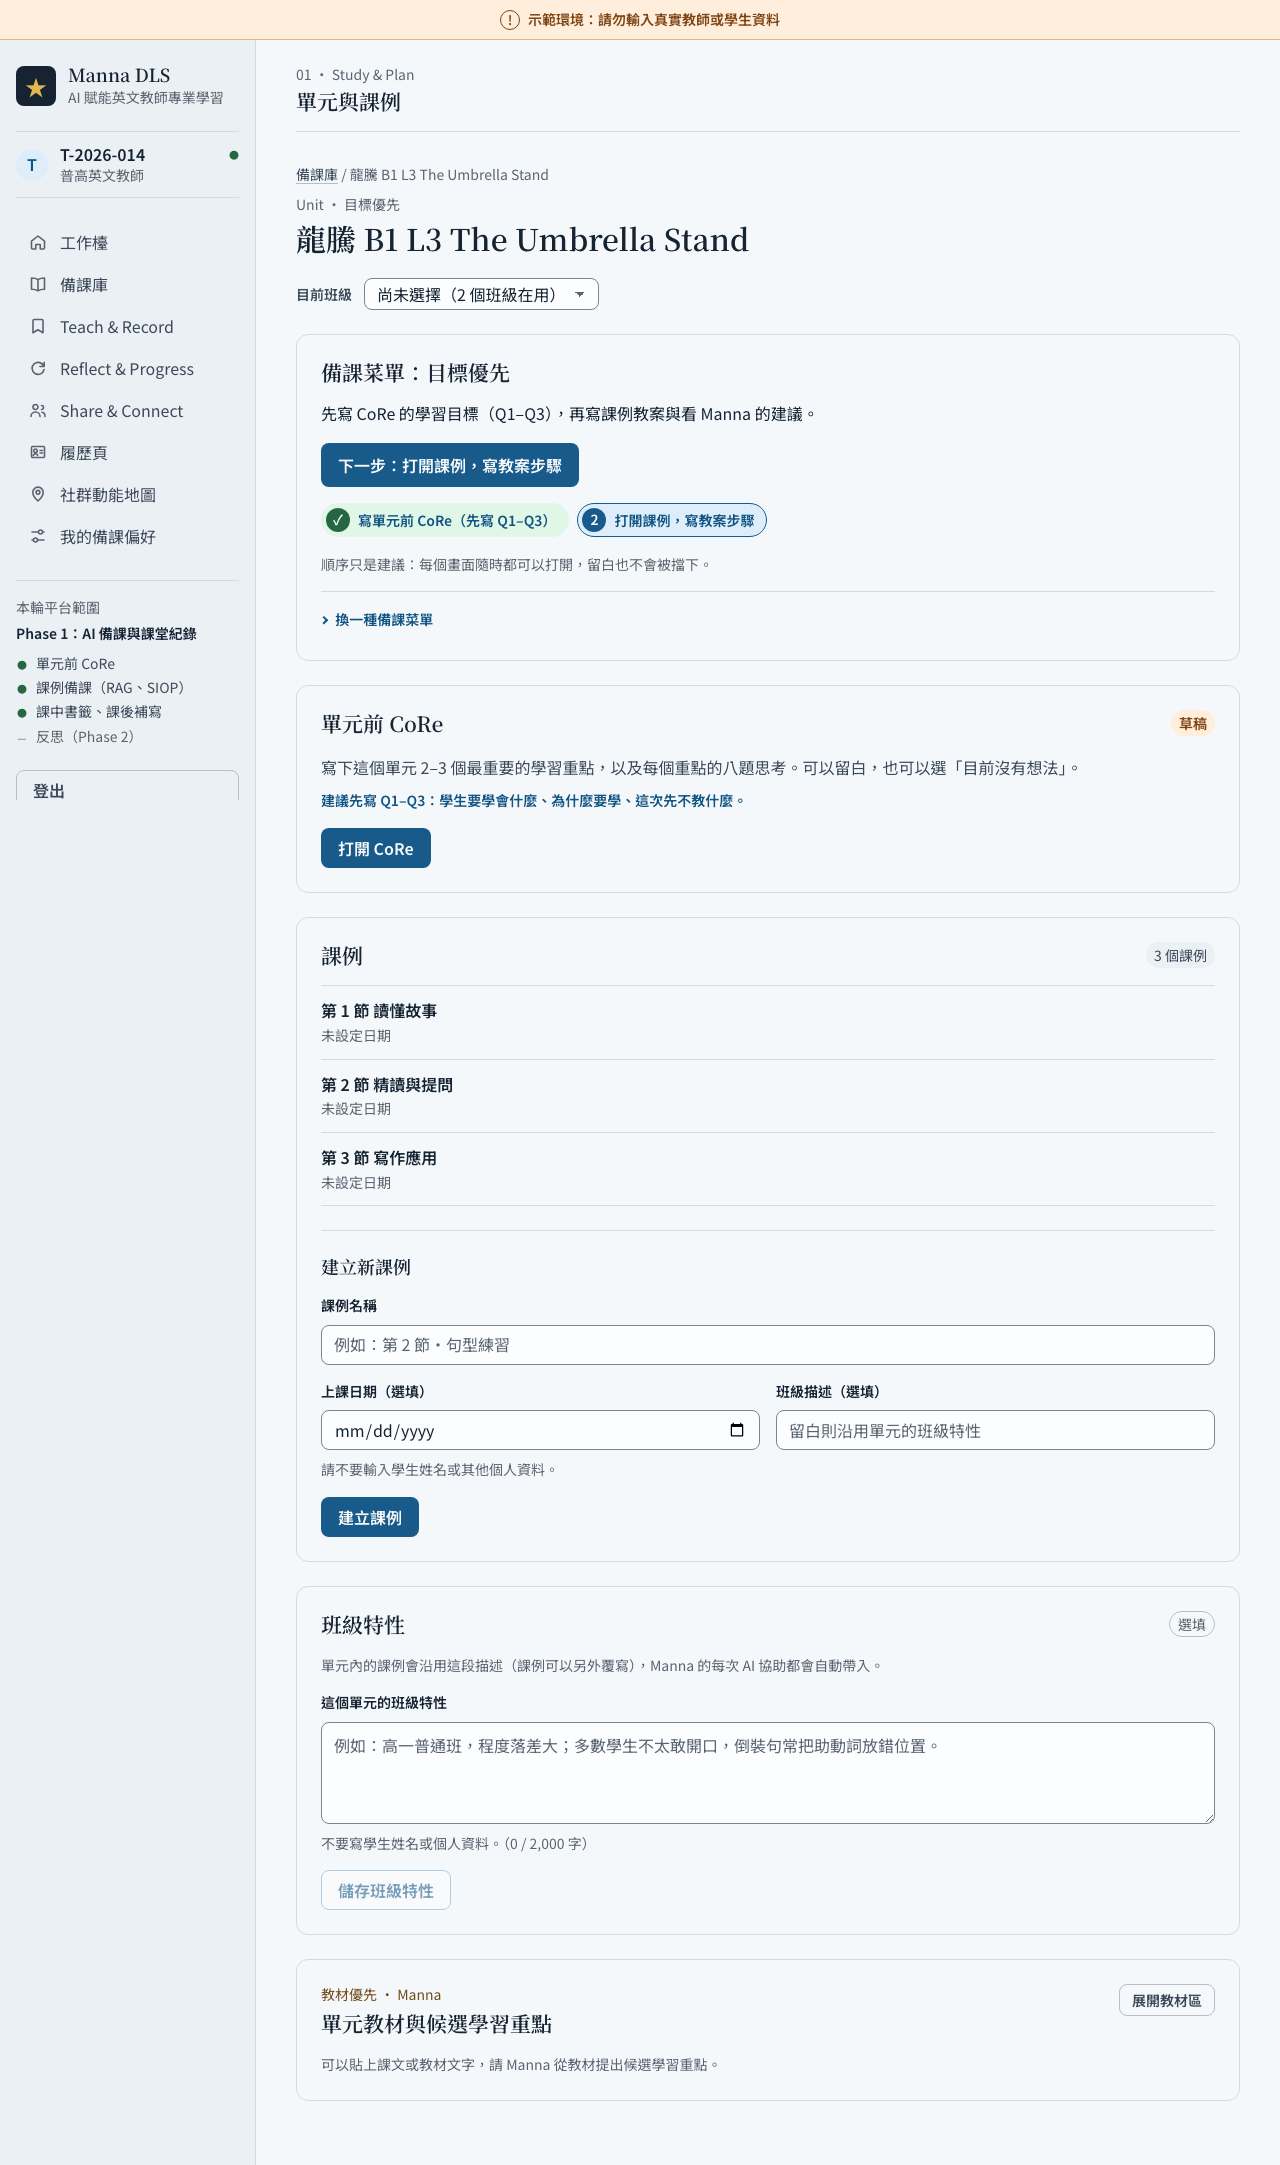 示範環境：請勿輸入真實教師或學生資料
Manna DLS
AI 賦能英文教師專業學習
T
T-2026-014
普高英文教師
工作檯
備課庫
Teach & Record
Reflect & Progress
Share & Connect
履歷頁
社群動能地圖
我的備課偏好
本輪平台範圍
Phase 1：AI 備課與課堂紀錄
單元前 CoRe
課例備課（RAG、SIOP）
課中書籤、課後補寫
反思（Phase 2）
登出
01 · Study & Plan
單元與課例
備課庫 / 龍騰 B1 L3 The Umbrella Stand
Unit · 目標優先
龍騰 B1 L3 The Umbrella Stand
目前班級 尚未選擇（2 個班級在用）
備課菜單：目標優先
先寫 CoRe 的學習目標（Q1–Q3），再寫課例教案與看 Manna 的建議。
下一步：打開課例，寫教案步驟
✓ 寫單元前 CoRe（先寫 Q1–Q3） 2 打開課例，寫教案步驟
順序只是建議：每個畫面隨時都可以打開，留白也不會被擋下。
換一種備課菜單
單元前 CoRe 草稿
寫下這個單元 2–3 個最重要的學習重點，以及每個重點的八題思考。可以留白，也可以選「目前沒有想法」。
建議先寫 Q1–Q3：學生要學會什麼、為什麼要學、這次先不教什麼。
打開 CoRe
課例 3 個課例
第 1 節 讀懂故事
未設定日期
第 2 節 精讀與提問
未設定日期
第 3 節 寫作應用
未設定日期
建立新課例
課例名稱
例如：第 2 節・句型練習
上課日期（選填） 班級描述（選填）
mm/dd/yyyy 留白則沿用單元的班級特性
請不要輸入學生姓名或其他個人資料。
建立課例
班級特性 選填
單元內的課例會沿用這段描述（課例可以另外覆寫），Manna 的每次 AI 協助都會自動帶入。
這個單元的班級特性
例如：高一普通班，程度落差大；多數學生不太敢開口，倒裝句常把助動詞放錯位置。
不要寫學生姓名或個人資料。（0 / 2,000 字）
儲存班級特性
教材優先 · Manna
單元教材與候選學習重點 展開教材區
可以貼上課文或教材文字，請 Manna 從教材提出候選學習重點。